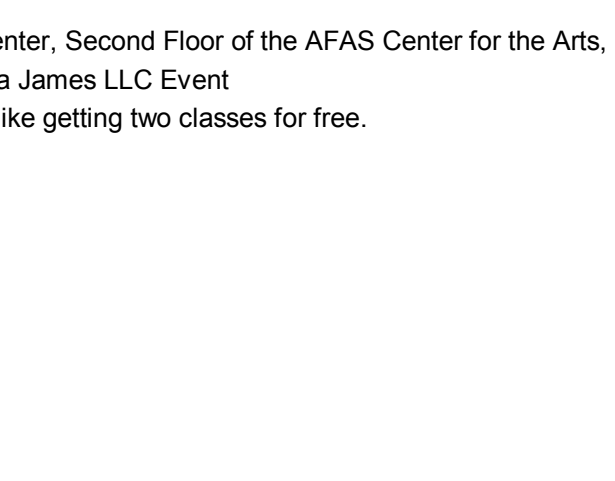 enter, Second Floor of the AFAS Center for the Arts,
a James LLC Event
ike getting two classes for free.